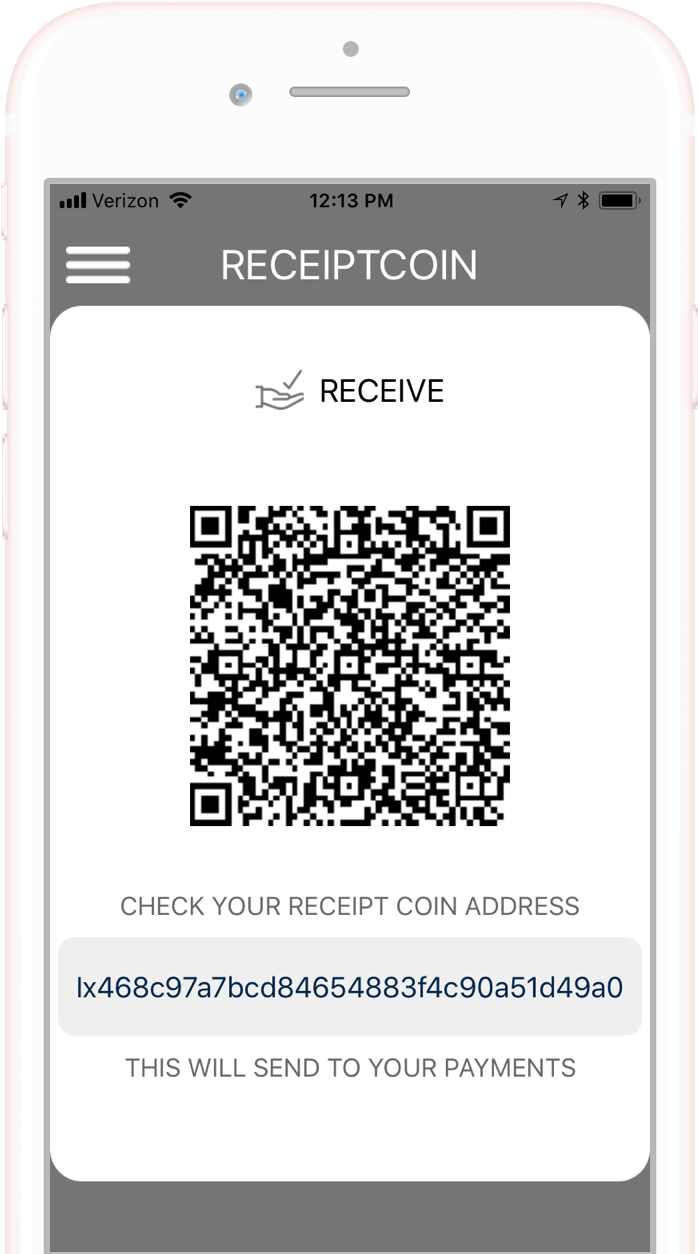 Verizon 12:13 PM
RECEIPTCOIN
RECEIVE
CHECK YOUR RECEIPT COIN ADDRESS
lx468c97a7bcd84654883f4c90a51d49a0
THIS WILL SEND TO YOUR PAYMENTS